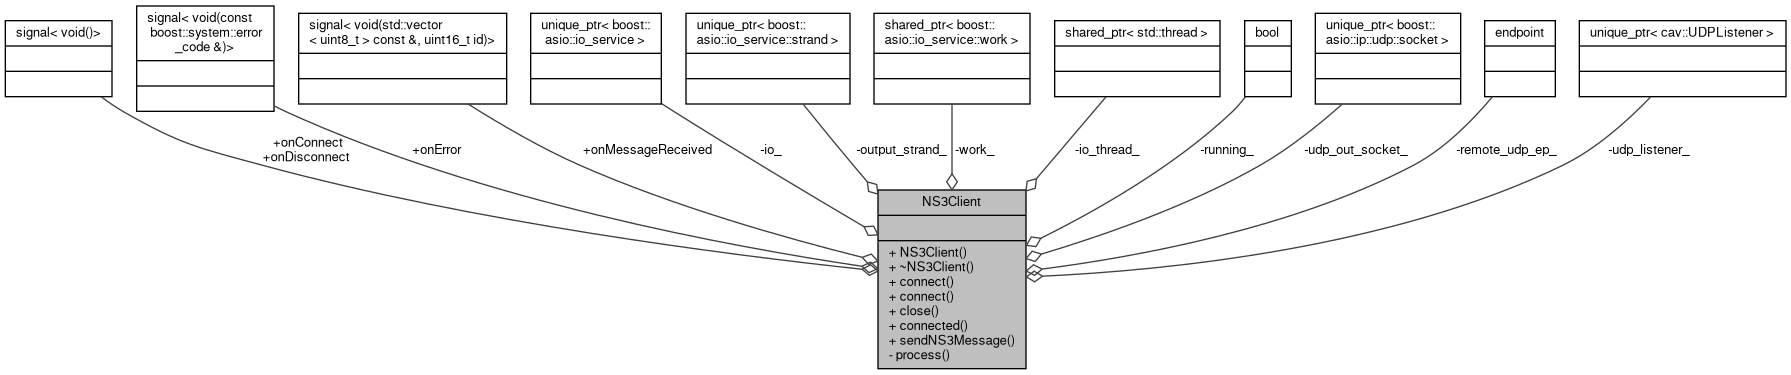 signal< void()>
signal< void(const
boost::system::error
_code &)>
signal< void(std::vector
< uint8_t > const &, uint16_t id)>
unique_ptr< boost::
asio::io_service >
unique_ptr< boost::
asio::io_service::strand >
shared_ptr< boost::
asio::io_service::work >
shared_ptr< std::thread >
bool
unique_ptr< boost::
asio::ip::udp::socket >
endpoint
unique_ptr< cav::UDPListener >
+onConnect
+onDisconnect
+onError
+onMessageReceived
-io_
-output_strand_
-work_
-io_thread_
-running_
-udp_out_socket_
-remote_udp_ep_
-udp_listener_
NS3Client
+ NS3Client()
+ ~NS3Client()
+ connect()
+ connect()
+ close()
+ connected()
+ sendNS3Message()
- process()